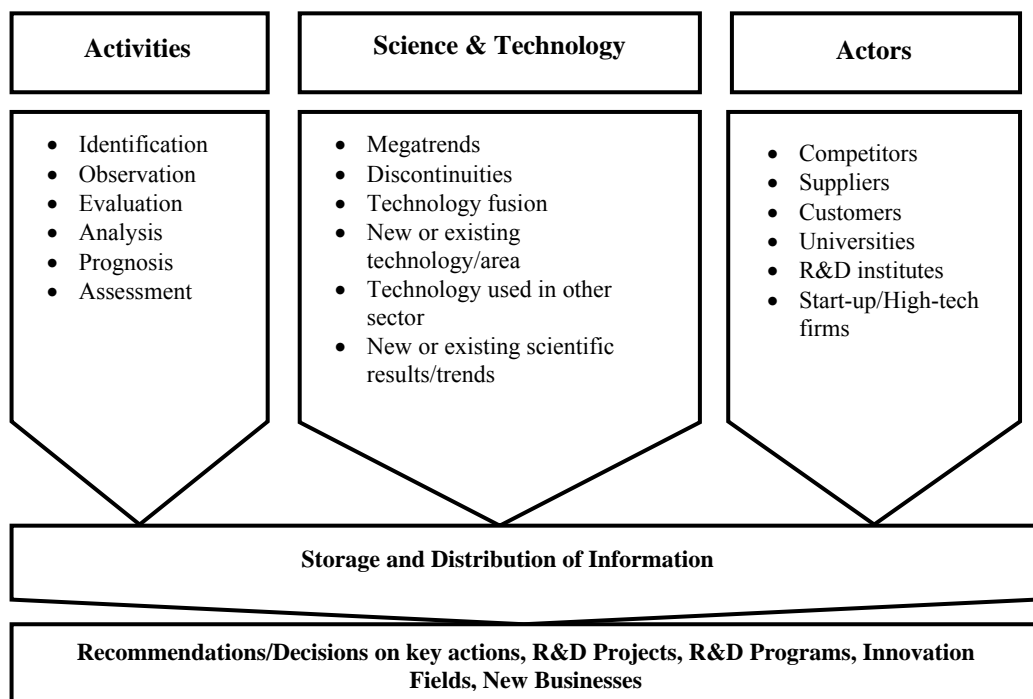 Activities
Science & Technology
Actors
• Identification
• Observation
• Evaluation
• Analysis
• Prognosis
• Assessment
• Megatrends
• Discontinuities
• Technology fusion
• New or existing
technology/area
• Technology used in other
sector
• New or existing scientific
results/trends
• Competitors
• Suppliers
• Customers
• Universities
• R&D institutes
• Start-up/High-tech
firms
Storage and Distribution of Information
Recommendations/Decisions on key actions, R&D Projects, R&D Programs, Innovation
Fields, New Businesses